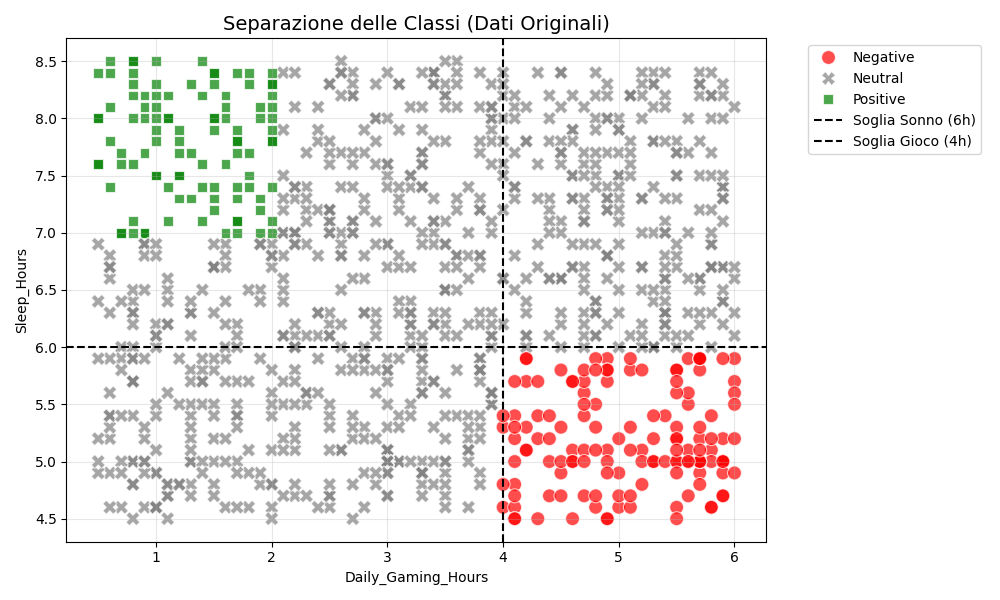 Separazione delle Classi (Dati Originali)
Negative
Neutral
Positive
Soglia Sonno (6h)
Soglia Gioco (4h)
Sleep_Hours
8.5
8.0
7.5
7.0
6.5
6.0
5.5
5.0
4.5
1 2 3 4 5 6
Daily_Gaming_Hours